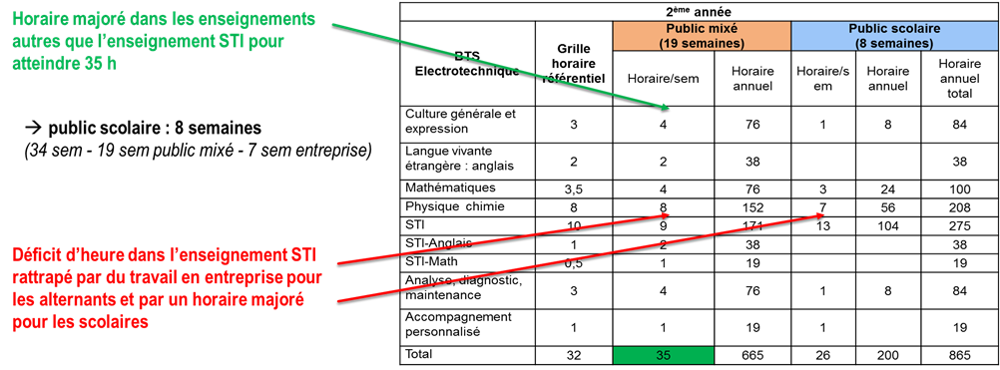 Horaire majoré dans les enseignements
autres que l’enseignement STI pour
atteindre 35 h
→ public scolaire : 8 semaines
(34 sem - 19 sem public mixé - 7 sem entreprise)
Déficit d’heure dans l’enseignement STI
rattrapé par du travail en entreprise pour
les alternants et par un horaire majoré
pour les scolaires
2ème année
BTS
Electrotechnique
Grille
horaire
référentiel
Public mixé
(19 semaines)
Public scolaire
(8 semaines)
Horaire/sem
Horaire
annuel
Horaire/s
em
Horaire
annuel
Horaire
annuel
total
Culture générale et
expression
3 4 76 1 8 84
Langue vivante
étrangère : anglais
2 2 38 38
Mathématiques 3,5 4 76 3 24 100
Physique chimie 8 8 152 7 56 208
STI 10 9 171 13 104 275
STI-Anglais 1 2 38 38
STI-Math 0,5 1 19 19
Analyse, diagnostic,
maintenance
3 4 76 1 8 84
Accompagnement
personnalisé
1 1 19 1 19
Total 32 35 665 26 200 865